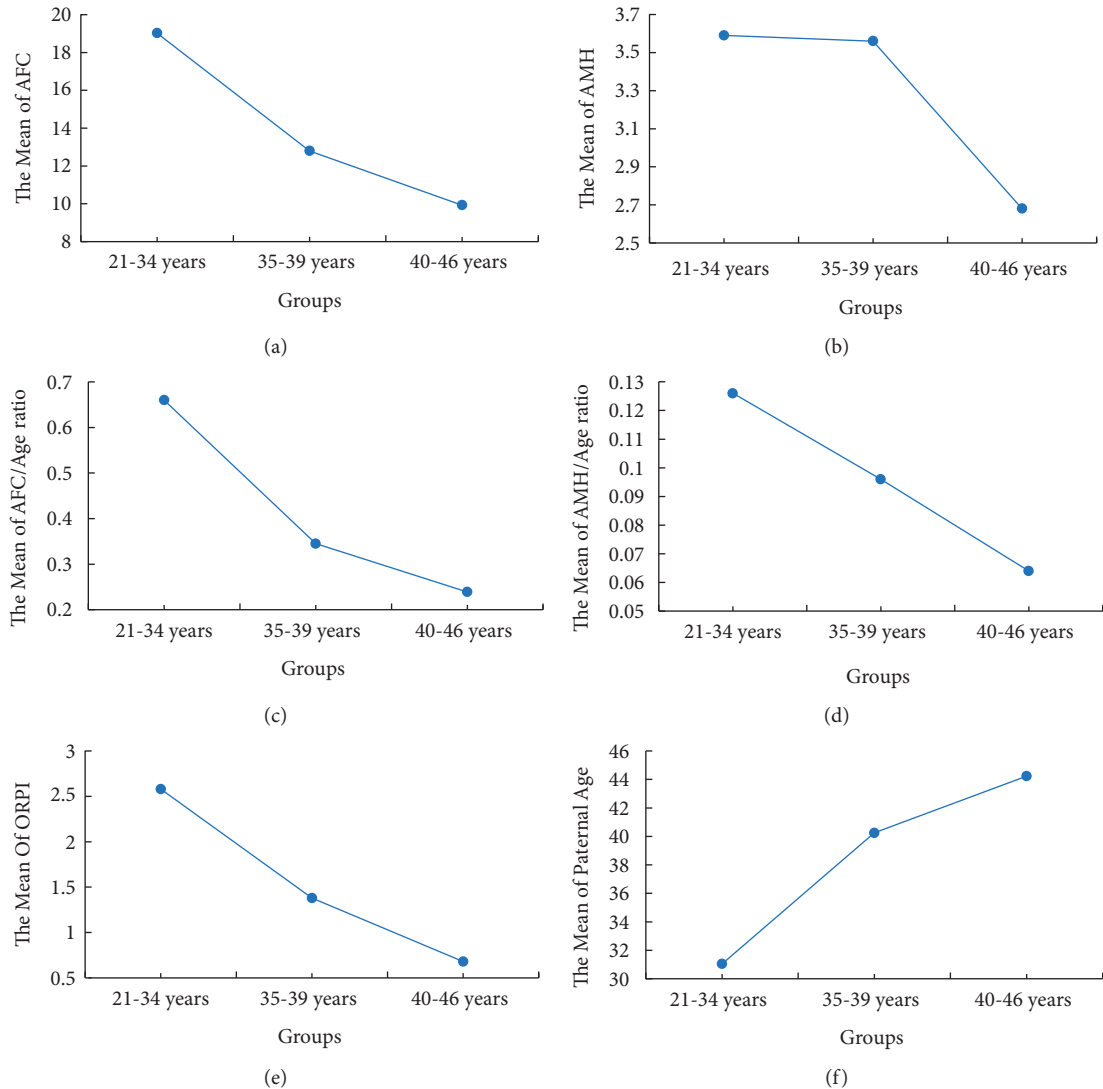 The Mean of AFC
20
18
16
14
12
10
8
21-34 years 35-39 years 40-46 years
Groups
(a)
The Mean of AMH
3.7
3.5
3.3
3.1
2.9
2.7
2.5
21-34 years 35-39 years 40-46 years
Groups
(b)
The Mean of AFC/Age ratio
0.7
0.6
0.5
0.4
0.3
0.2
21-34 years 35-39 years 40-46 years
Groups
(c)
The Mean of AMH/Age ratio
0.13
0.12
0.11
0.1
0.09
0.08
0.07
0.06
0.05
21-34 years 35-39 years 40-46 years
Groups
(d)
The Mean Of ORPI
3
2.5
2
1.5
1
0.5
21-34 years 35-39 years 40-46 years
Groups
(e)
The Mean of Paternal Age
46
44
42
40
38
36
34
32
30
21-34 years 35-39 years 40-46 years
Groups
(f)